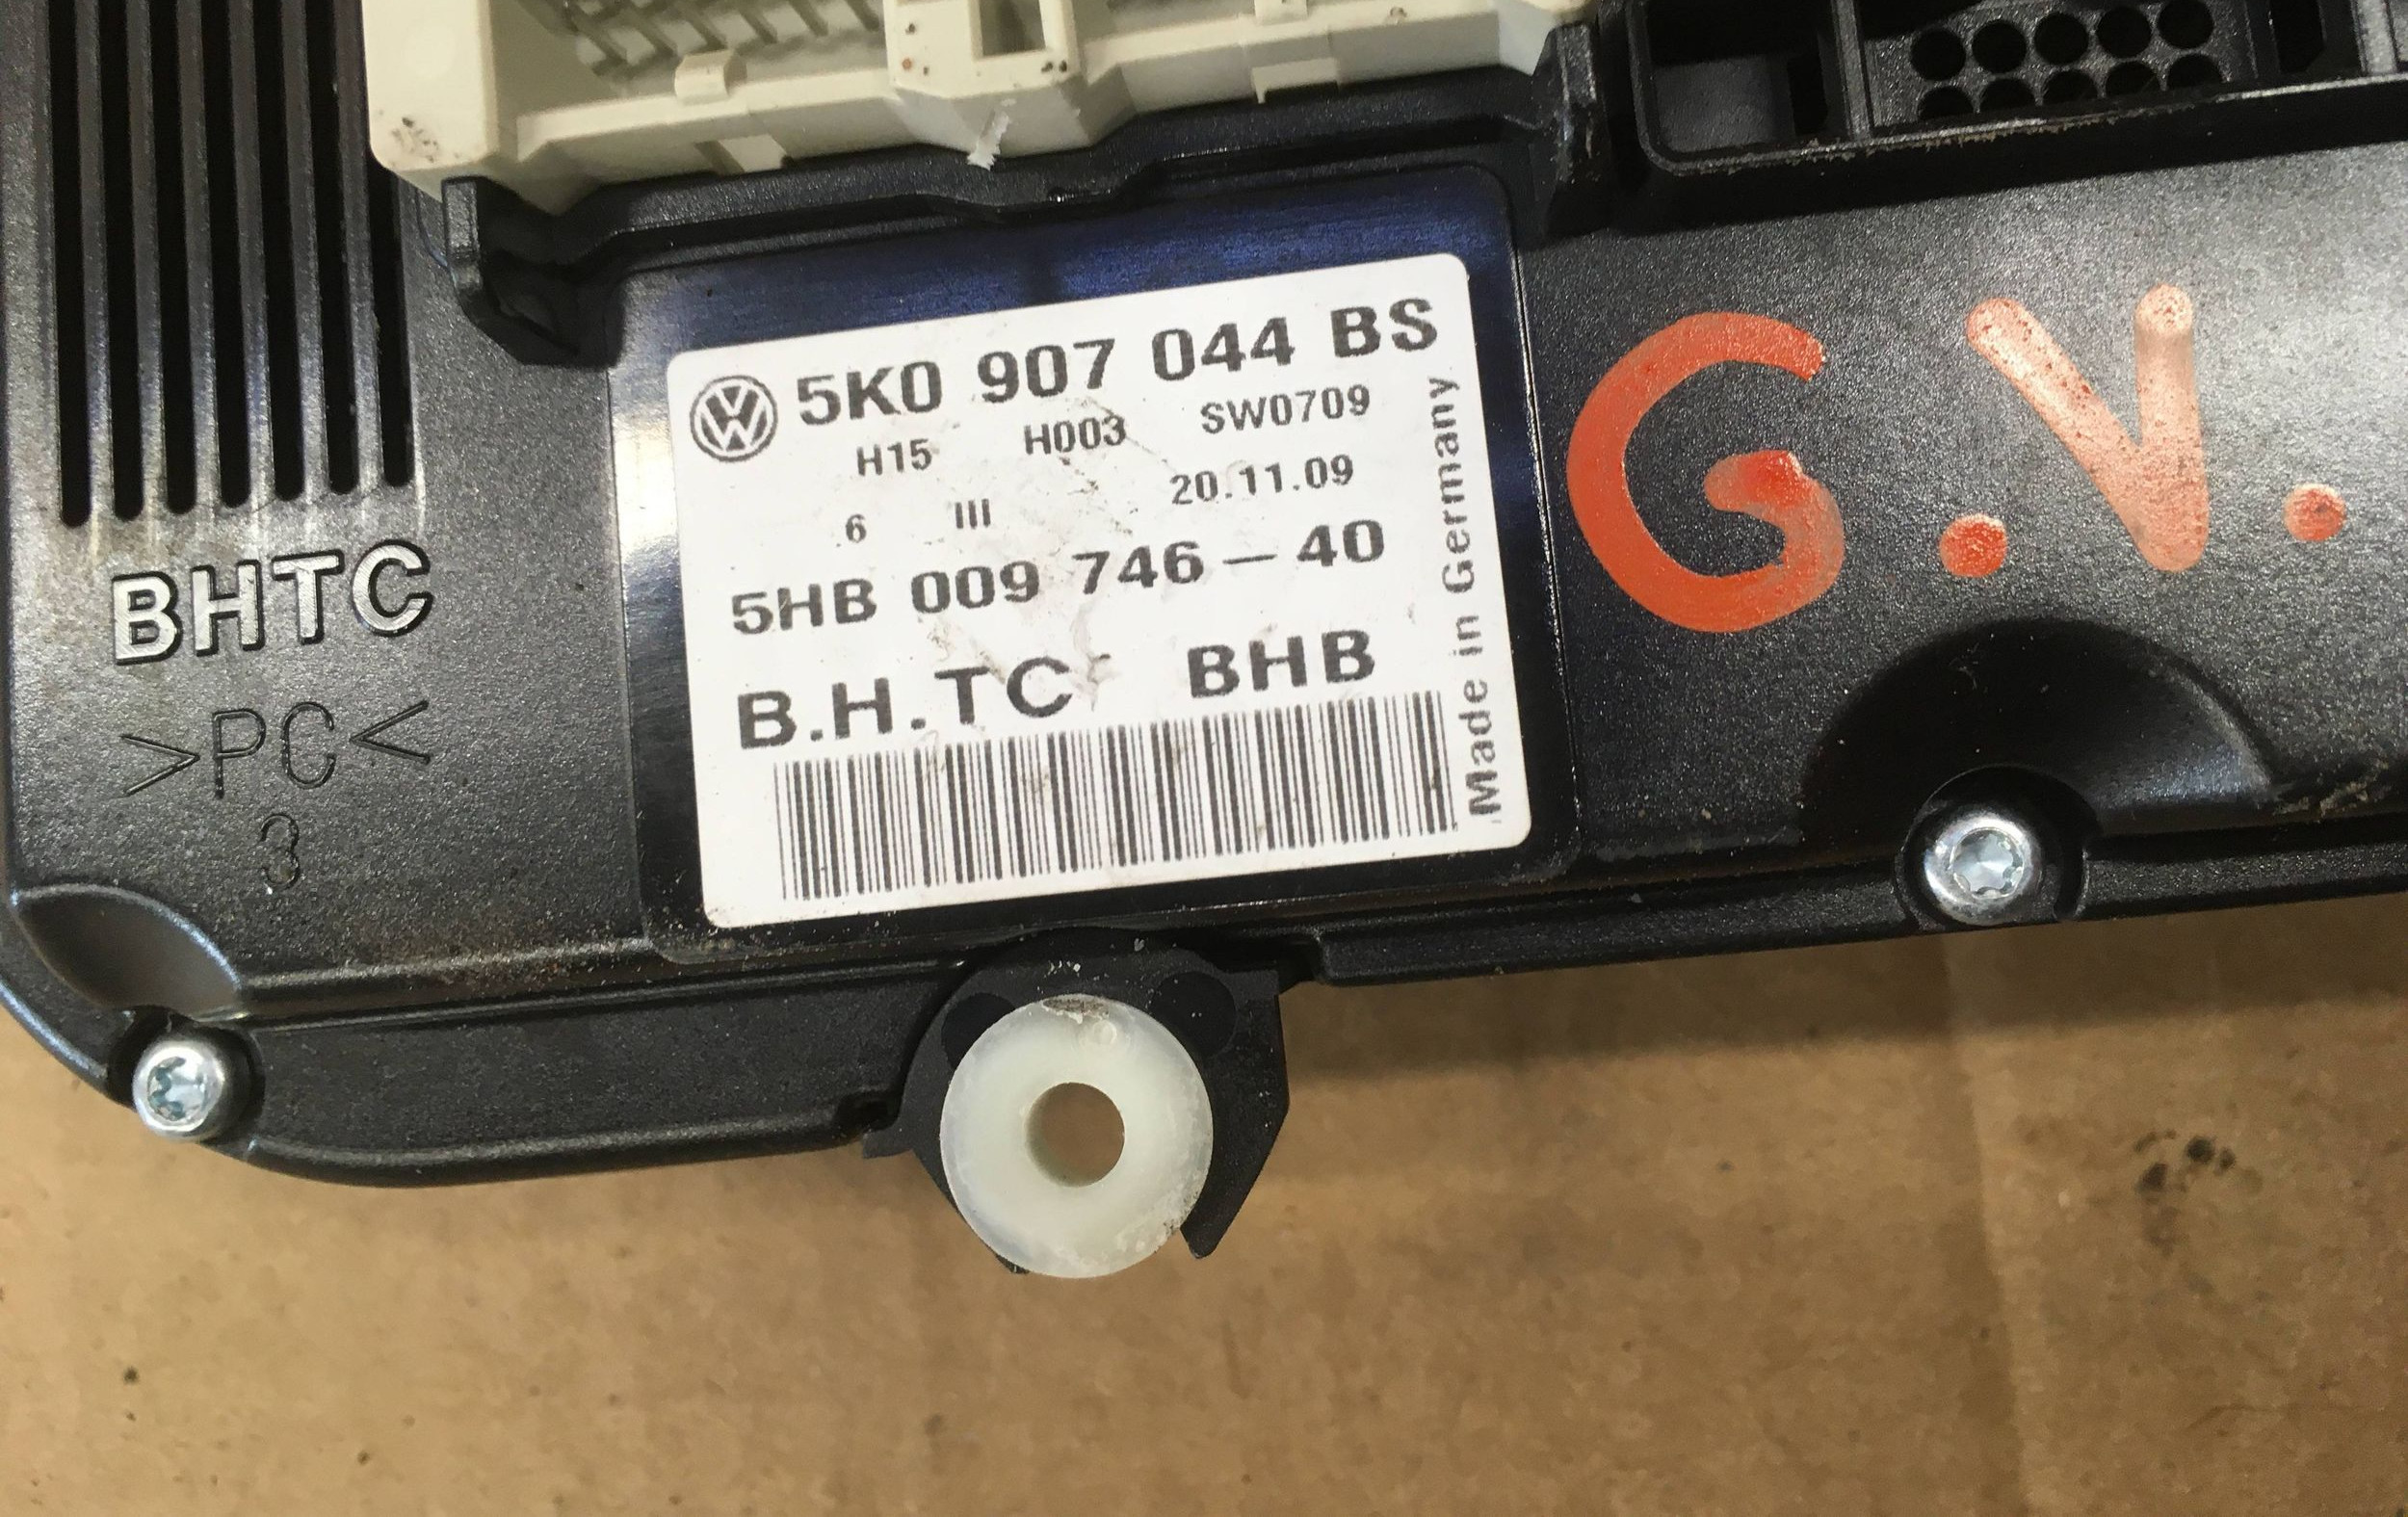 5K0 907 044 BS
H15 H003 SW0709
6 III 20.11.09
5HB 009 746-40
B.H.TC BHB
Made in Germany
G.V.
BHTC
>PC<
3